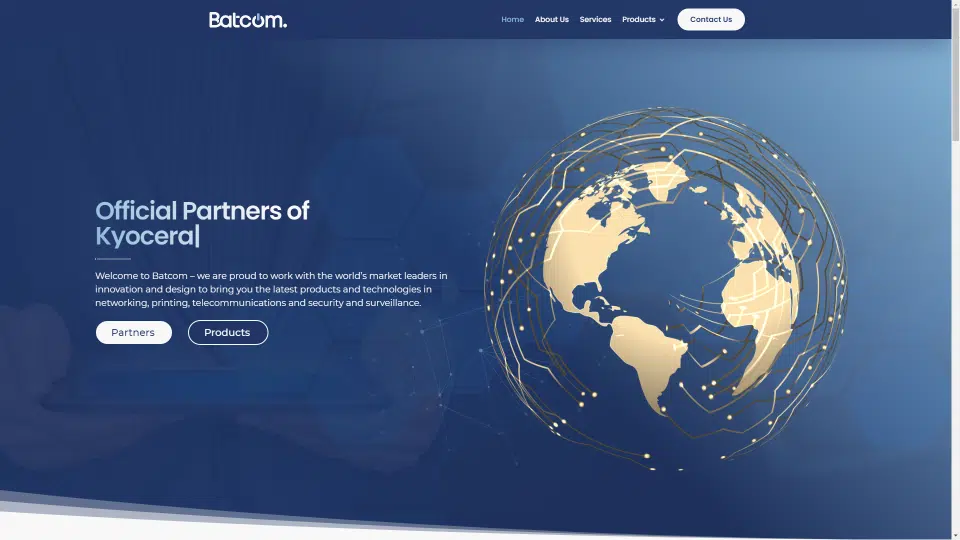 Batcom.
Home
About Us
Services
Products
Contact Us
Official Partners of
Kyocera|
Welcome to Batcom – we are proud to work with the world's market leaders in
innovation and design to bring you the latest products and technologies in
networking, printing, telecommunications and security and surveillance.
Partners
Products